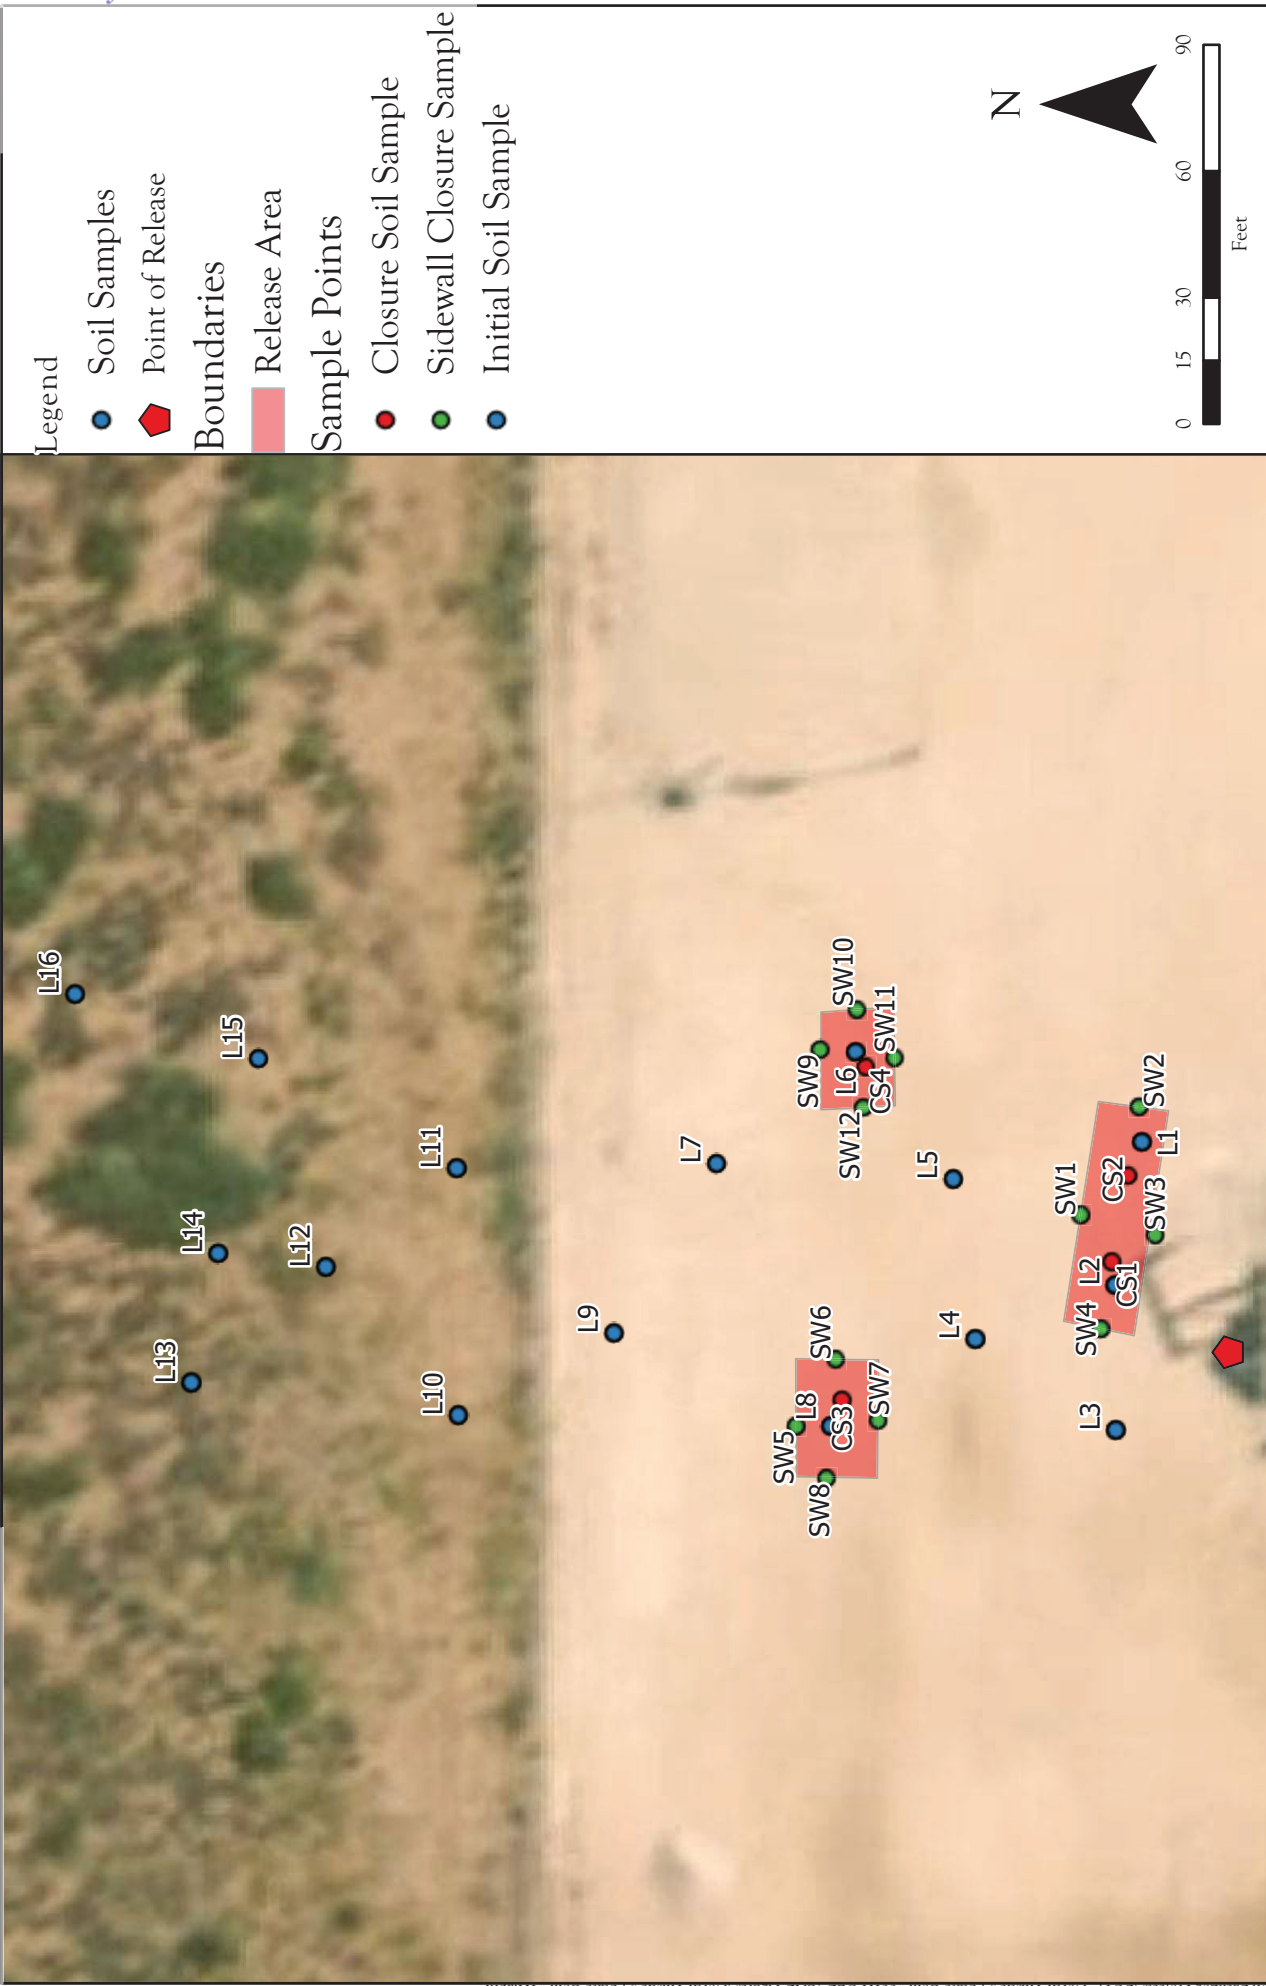 Legend
Soil Samples
Point of Release
Boundaries
Release Area
Sample Points
Closure Soil Sample
Sidewall Closure Sample
Initial Soil Sample
N
0 15 30 60 90
Feet
L16
L15
L14
L13
L12
L11
L10
L9
L7
SW9
SW10
L6
SW11
CS4
SW12
SW6
L8
SW5
CS3
SW7
SW8
L5
L4
SW1
SW2
CS2
L1
SW3
L2
CS1
SW4
L3